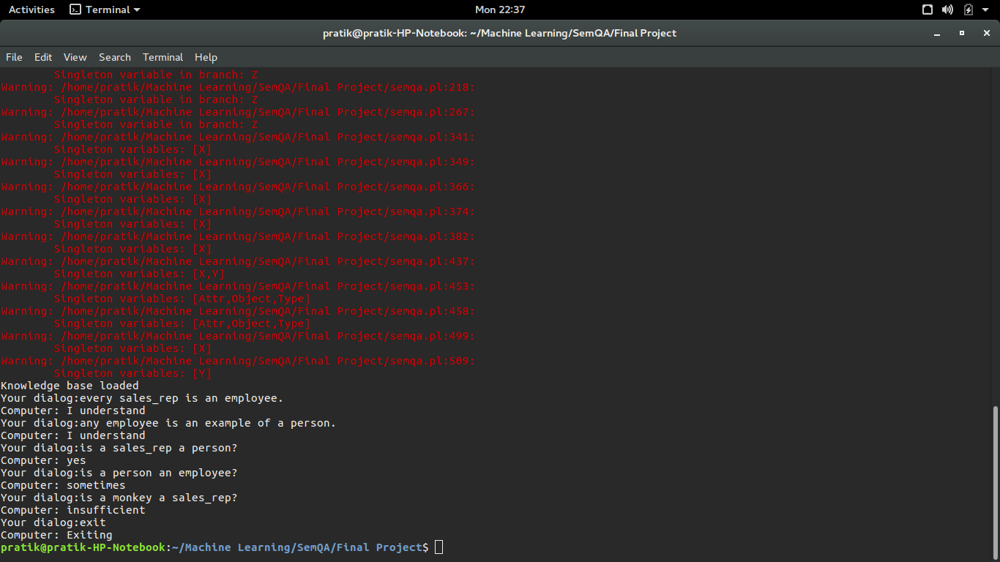 Activities Terminal Mon 22:37
pratik@pratik-HP-Notebook: ~/Machine Learning/SemQA/Final Project
File Edit View Search Terminal Help
Singleton variable in branch: Z
Warning: /home/pratik/Machine Learning/SemQA/Final Project/semqa.pl:218:
Singleton variable in branch: Z
Warning: /home/pratik/Machine Learning/SemQA/Final Project/semqa.pl:267:
Singleton variable in branch: Z
Warning: /home/pratik/Machine Learning/SemQA/Final Project/semqa.pl:341:
Singleton variables: [X]
Warning: /home/pratik/Machine Learning/SemQA/Final Project/semqa.pl:349:
Singleton variables: [X]
Warning: /home/pratik/Machine Learning/SemQA/Final Project/semqa.pl:366:
Singleton variables: [X]
Warning: /home/pratik/Machine Learning/SemQA/Final Project/semqa.pl:374:
Singleton variables: [X]
Warning: /home/pratik/Machine Learning/SemQA/Final Project/semqa.pl:382:
Singleton variables: [X]
Warning: /home/pratik/Machine Learning/SemQA/Final Project/semqa.pl:437:
Singleton variables: [X,Y]
Warning: /home/pratik/Machine Learning/SemQA/Final Project/semqa.pl:453:
Singleton variables: [Attr,Object,Type]
Warning: /home/pratik/Machine Learning/SemQA/Final Project/semqa.pl:458:
Singleton variables: [Attr,Object,Type]
Warning: /home/pratik/Machine Learning/SemQA/Final Project/semqa.pl:499:
Singleton variables: [X]
Warning: /home/pratik/Machine Learning/SemQA/Final Project/semqa.pl:509:
Singleton variables: [Y]
Knowledge base loaded
Your dialog:every sales_rep is an employee.
Computer: I understand
Your dialog:any employee is an example of a person.
Computer: I understand
Your dialog:is a sales_rep a person?
Computer: yes
Your dialog:is a person an employee?
Computer: sometimes
Your dialog:is a monkey a sales_rep?
Computer: insufficient
Your dialog:exit
Computer: Exiting
pratik@pratik-HP-Notebook:~/Machine Learning/SemQA/Final Project$